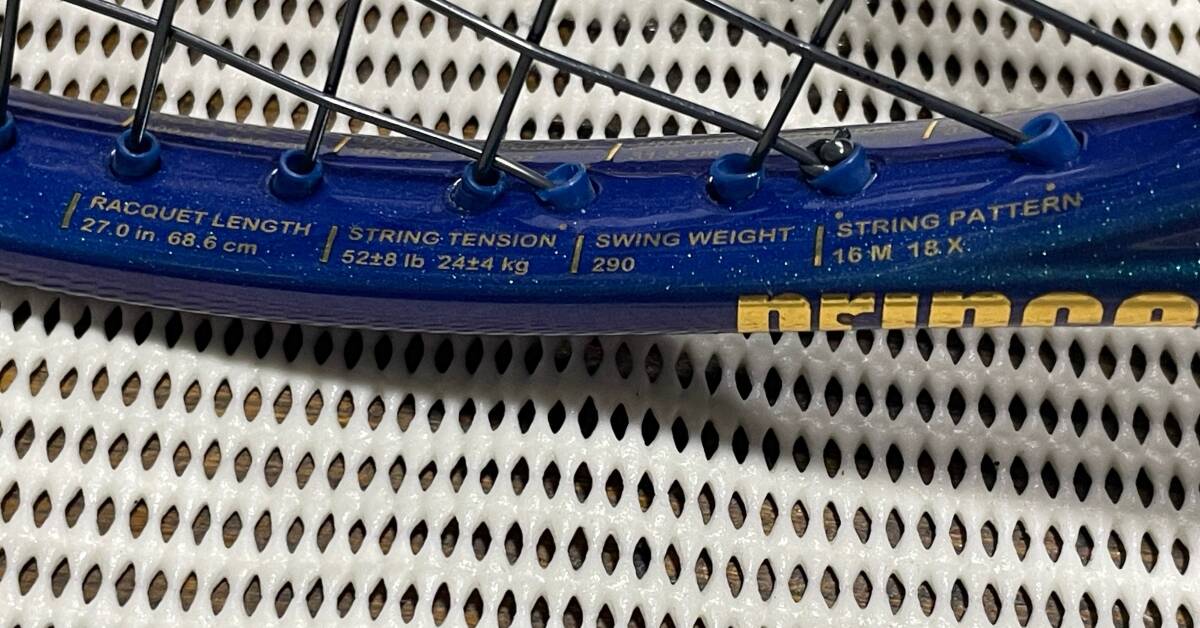 RACQUET LENGTH
27.0 in 68.6 cm
STRING TENSION
52±8 lb 24±4 kg
SWING WEIGHT
290
STRING PATTERN
16 M 18 X
prince